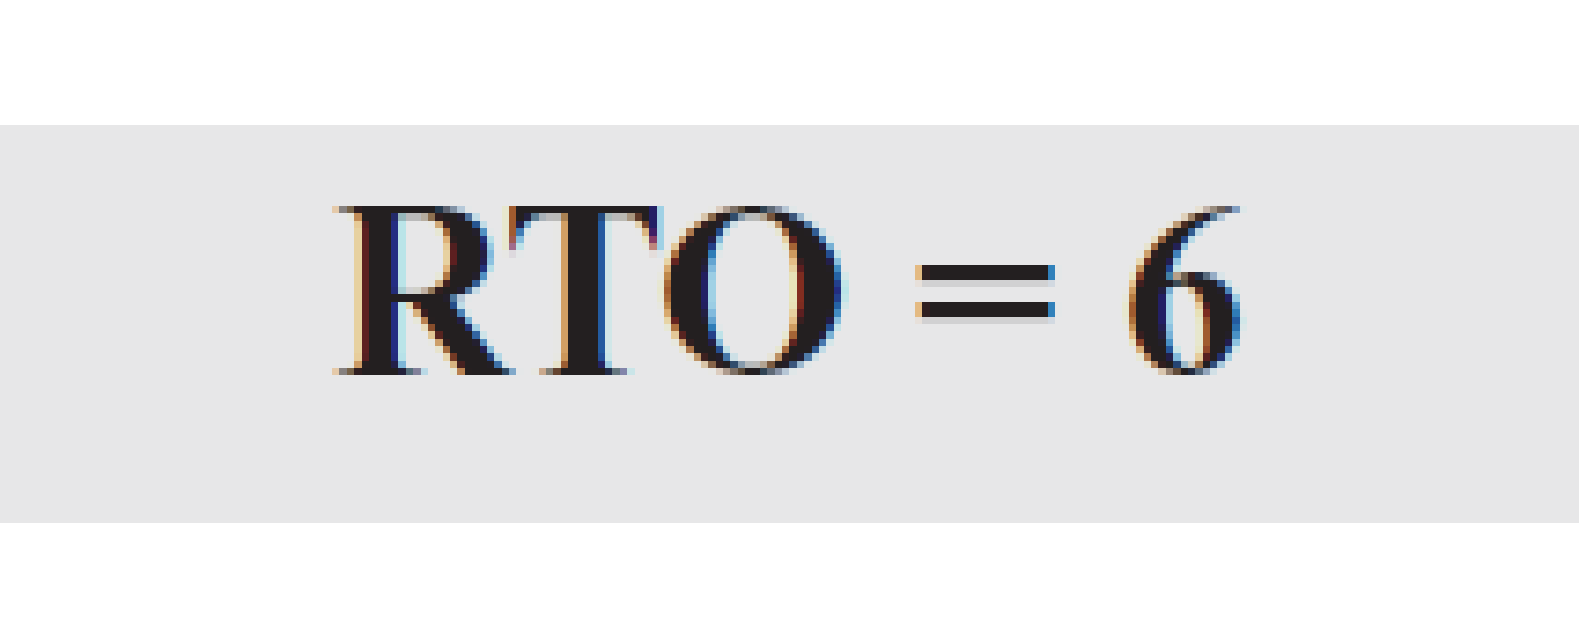 RTO = 6